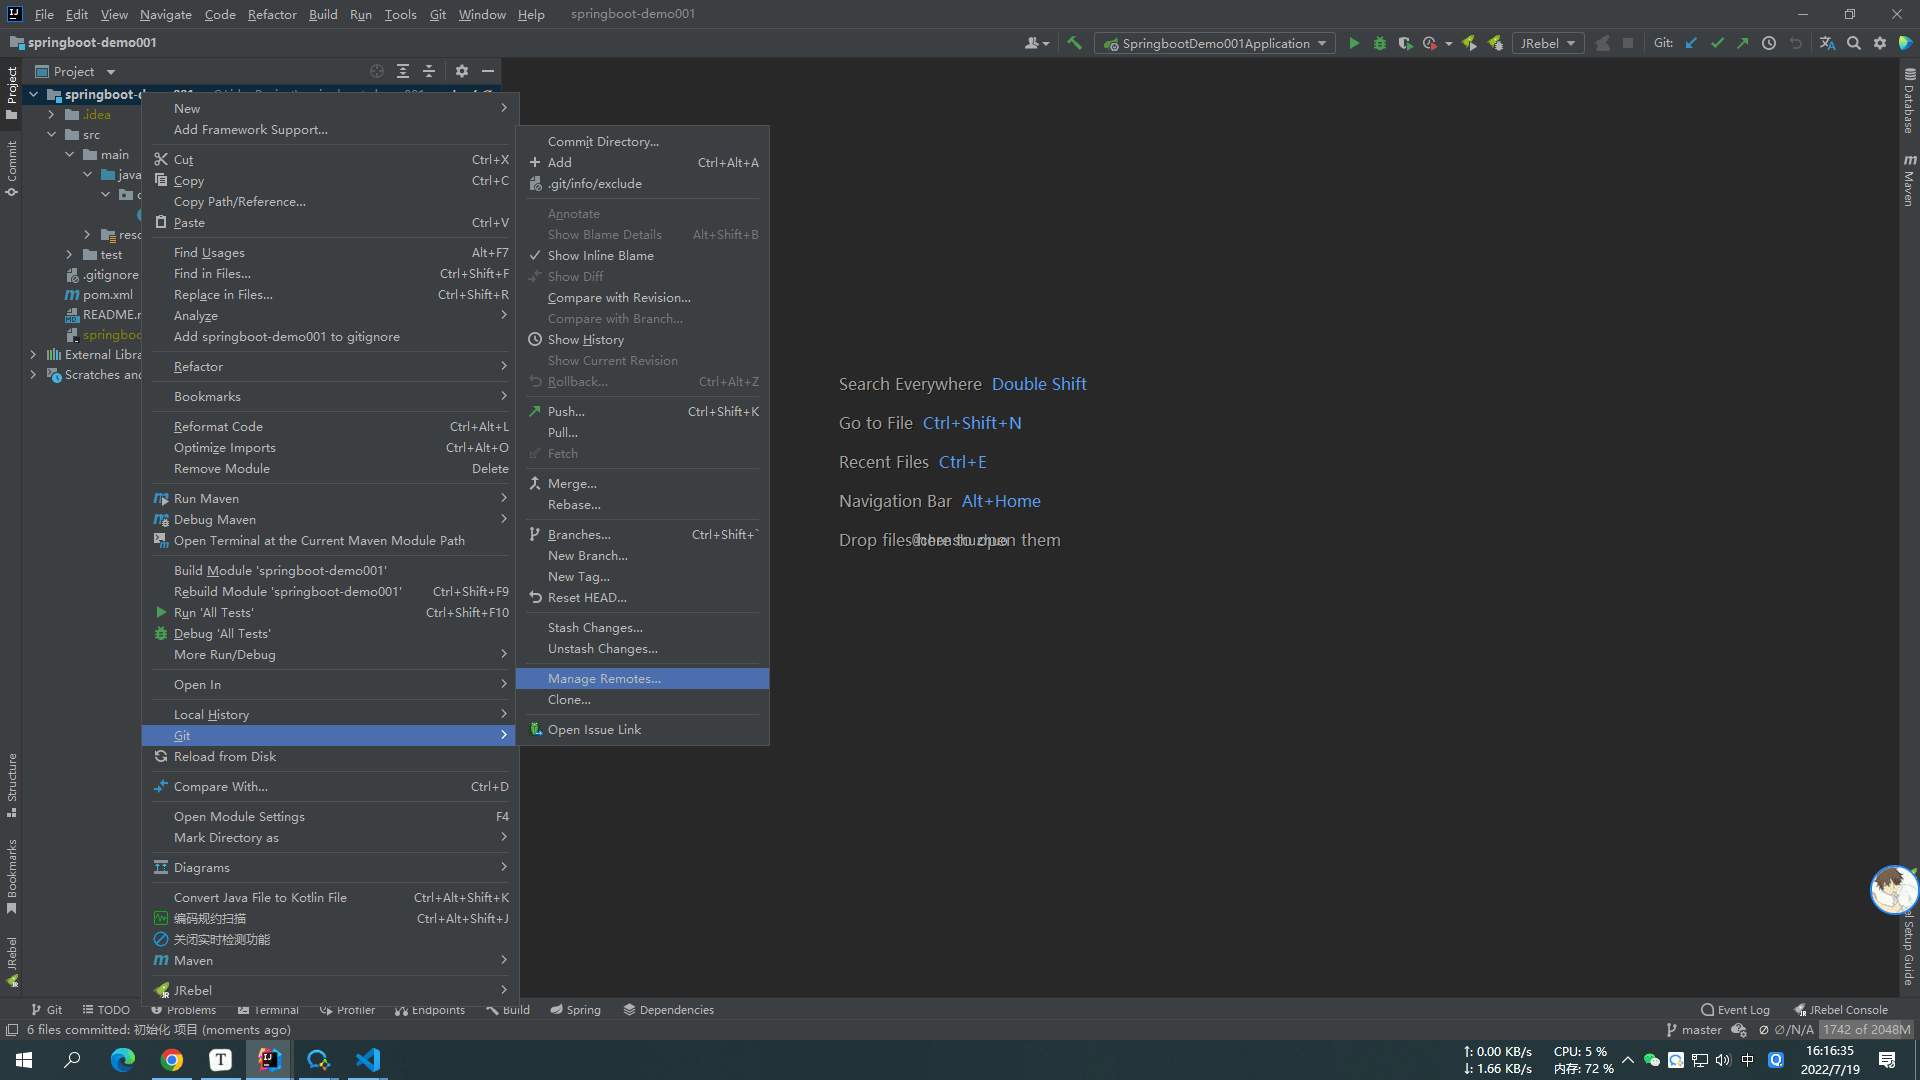 File Edit View Navigate Code Refactor Build Run Tools Git Window Help springboot-demo001
springboot-demo001
SpringbootDemo001Application
JRebel
Git:
Project
Project
Commit
Structure
Bookmarks
JRebel
.idea
src
main
java
test
.gitignore
pom.xml
New
Add Framework Support...
Cut Ctrl+X
Copy Ctrl+C
Copy Path/Reference...
Paste Ctrl+V
Find Usages Alt+F7
Find in Files... Ctrl+Shift+F
Replace in Files... Ctrl+Shift+R
Analyze
Add springboot-demo001 to gitignore
Refactor
Bookmarks
Reformat Code Ctrl+Alt+L
Optimize Imports Ctrl+Alt+O
Remove Module Delete
Run Maven
Debug Maven
Open Terminal at the Current Maven Module Path
Build Module 'springboot-demo001'
Rebuild Module 'springboot-demo001' Ctrl+Shift+F9
Run 'All Tests' Ctrl+Shift+F10
Debug 'All Tests'
More Run/Debug
Open In
Local History
Git
Reload from Disk
Compare With... Ctrl+D
Open Module Settings F4
Mark Directory as
Diagrams
Convert Java File to Kotlin File Ctrl+Alt+Shift+K
编码规约扫描 Ctrl+Alt+Shift+J
关闭实时检测功能
Maven
JRebel
Commit Directory...
Add Ctrl+Alt+A
.git/info/exclude
Annotate
Show Blame Details Alt+Shift+B
Show Inline Blame
Show Diff
Compare with Revision...
Compare with Branch...
Show History
Show Current Revision
Rollback... Ctrl+Alt+Z
Push... Ctrl+Shift+K
Pull...
Fetch
Merge...
Rebase...
Branches... Ctrl+Shift+`
New Branch...
New Tag...
Reset HEAD...
Stash Changes...
Unstash Changes...
Manage Remotes...
Clone...
Open Issue Link
Search Everywhere Double Shift
Go to File Ctrl+Shift+N
Recent Files Ctrl+E
Navigation Bar Alt+Home
Drop files here to open them
@chenshuzhuo
Database
Maven
Setup Guide
Git TODO Problems Terminal Profiler Endpoints Build Spring Dependencies
Event Log JRebel Console
6 files committed: 初始化 项目 (moments ago)
master
∅/N/A
1742 of 2048M
↑: 0.00 KB/s
↓: 1.66 KB/s
CPU: 5 %
内存: 72 %
中
16:16:35
2022/7/19